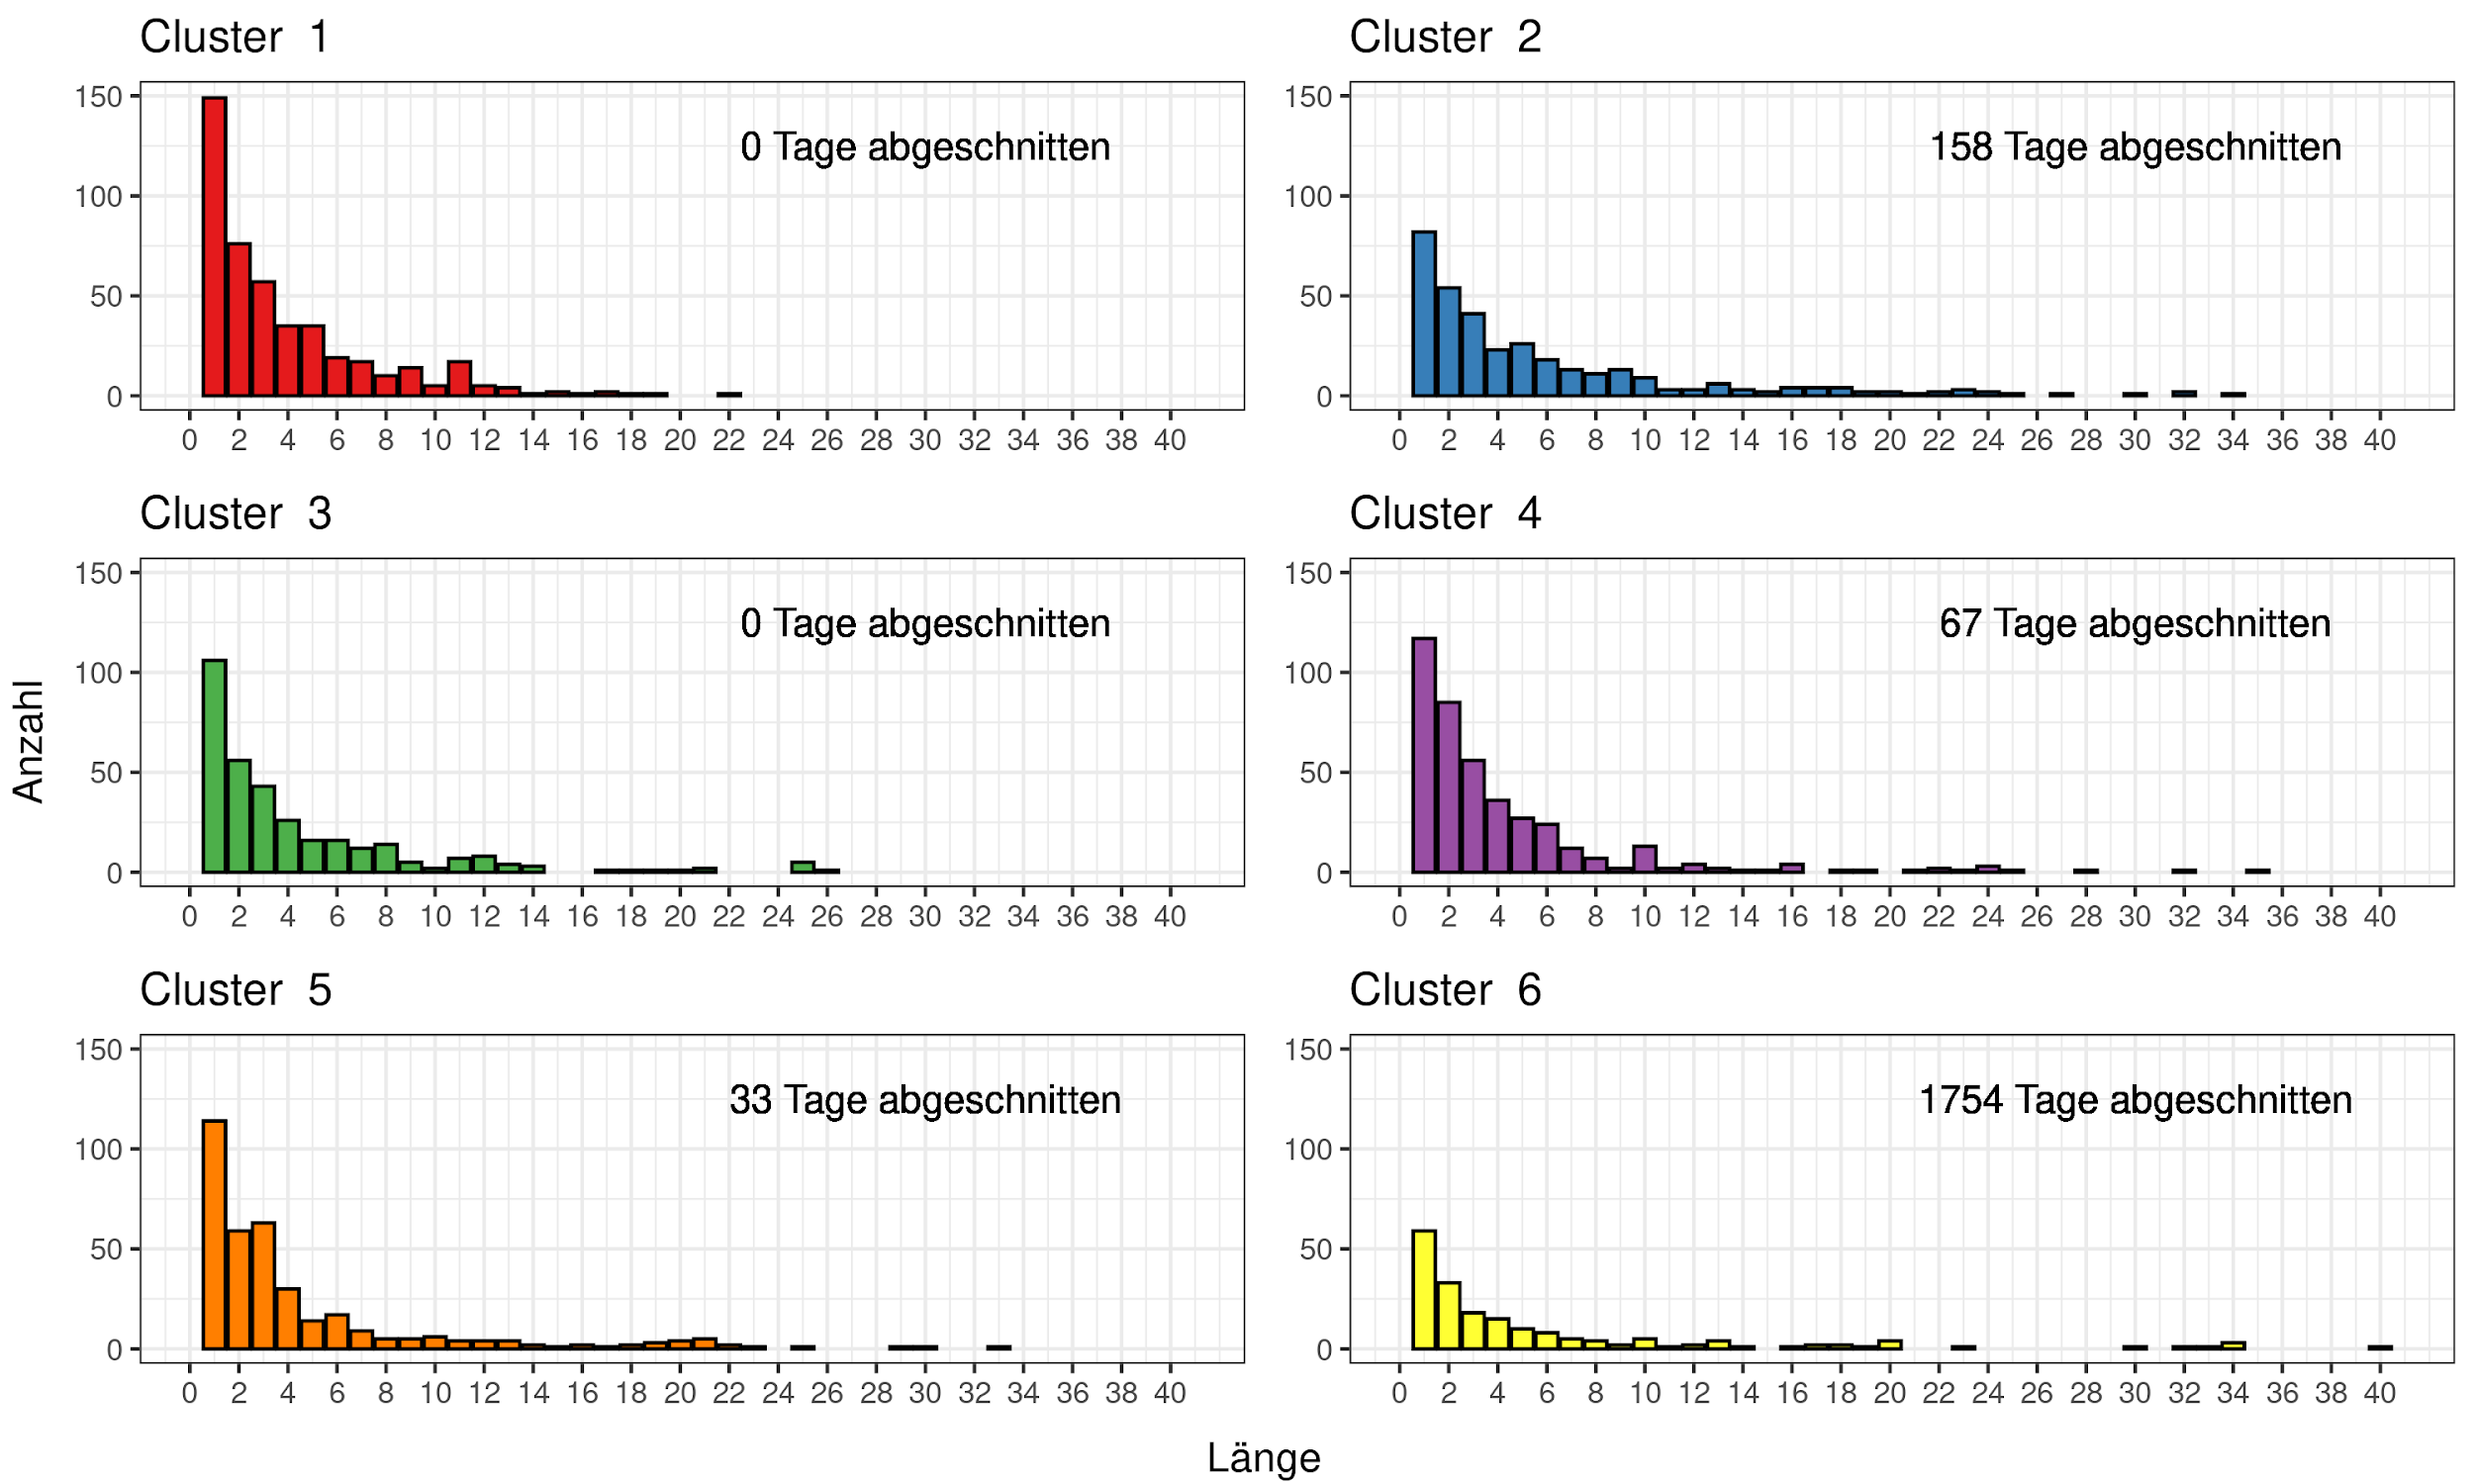 Cluster 1
150
100
50
0
0 Tage abgeschnitten
0 2 4 6 8 10 12 14 16 18 20 22 24 26 28 30 32 34 36 38 40
Cluster 2
150
100
50
0
158 Tage abgeschnitten
0 2 4 6 8 10 12 14 16 18 20 22 24 26 28 30 32 34 36 38 40
Cluster 3
150
100
50
0
0 Tage abgeschnitten
0 2 4 6 8 10 12 14 16 18 20 22 24 26 28 30 32 34 36 38 40
Cluster 4
150
100
50
0
67 Tage abgeschnitten
0 2 4 6 8 10 12 14 16 18 20 22 24 26 28 30 32 34 36 38 40
Cluster 5
150
100
50
0
33 Tage abgeschnitten
0 2 4 6 8 10 12 14 16 18 20 22 24 26 28 30 32 34 36 38 40
Cluster 6
150
100
50
0
1754 Tage abgeschnitten
0 2 4 6 8 10 12 14 16 18 20 22 24 26 28 30 32 34 36 38 40
Anzahl
Länge